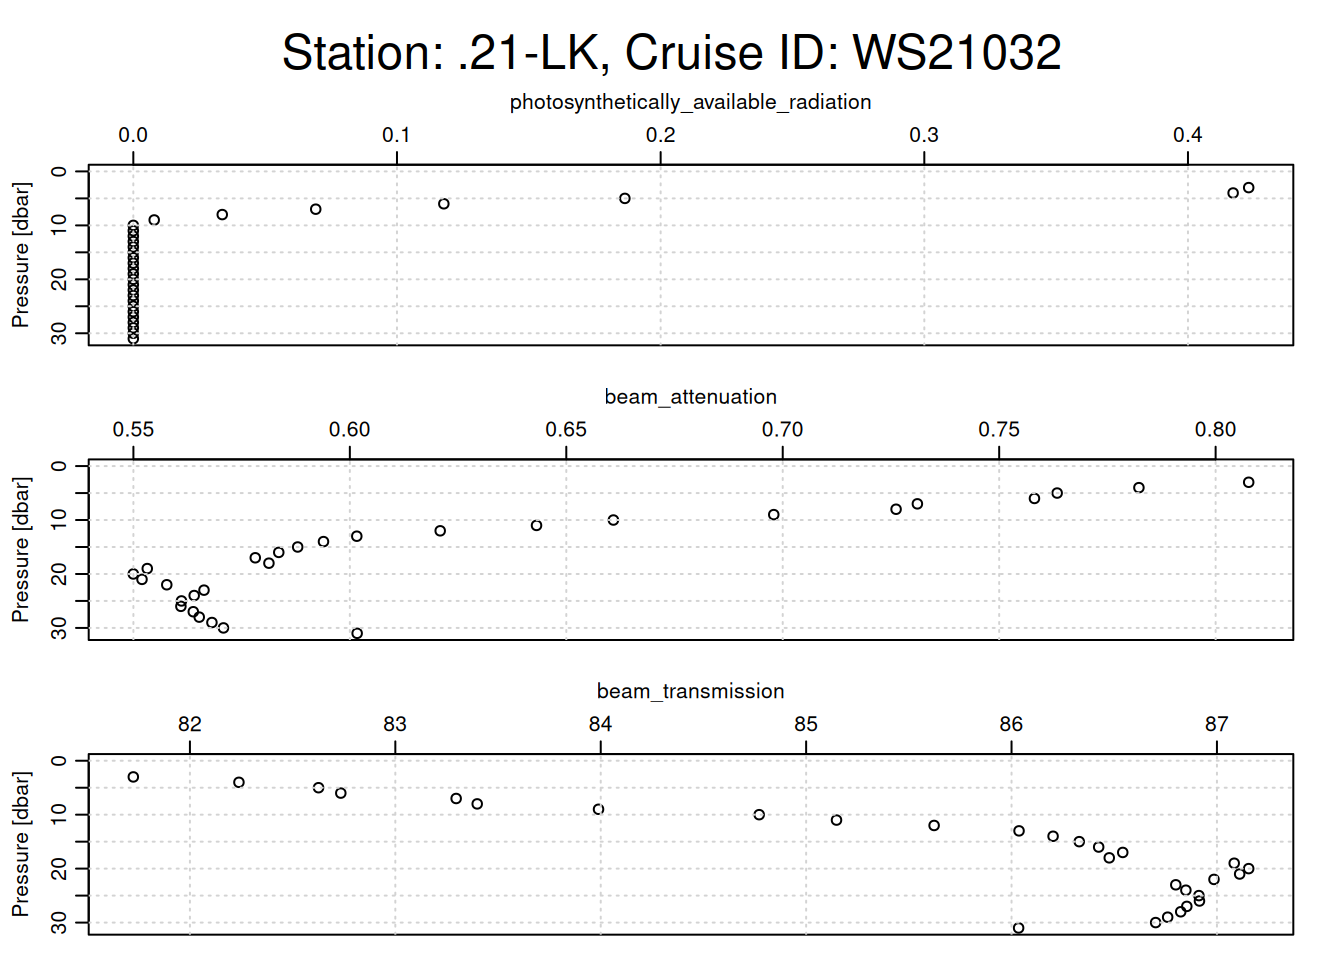 Station: .21-LK, Cruise ID: WS21032
photosynthetically_available_radiation
0.0 0.1 0.2 0.3 0.4
Pressure [dbar]
0
10
20
30
beam_attenuation
0.55 0.60 0.65 0.70 0.75 0.80
Pressure [dbar]
0
10
20
30
beam_transmission
82 83 84 85 86 87
Pressure [dbar]
0
10
20
30